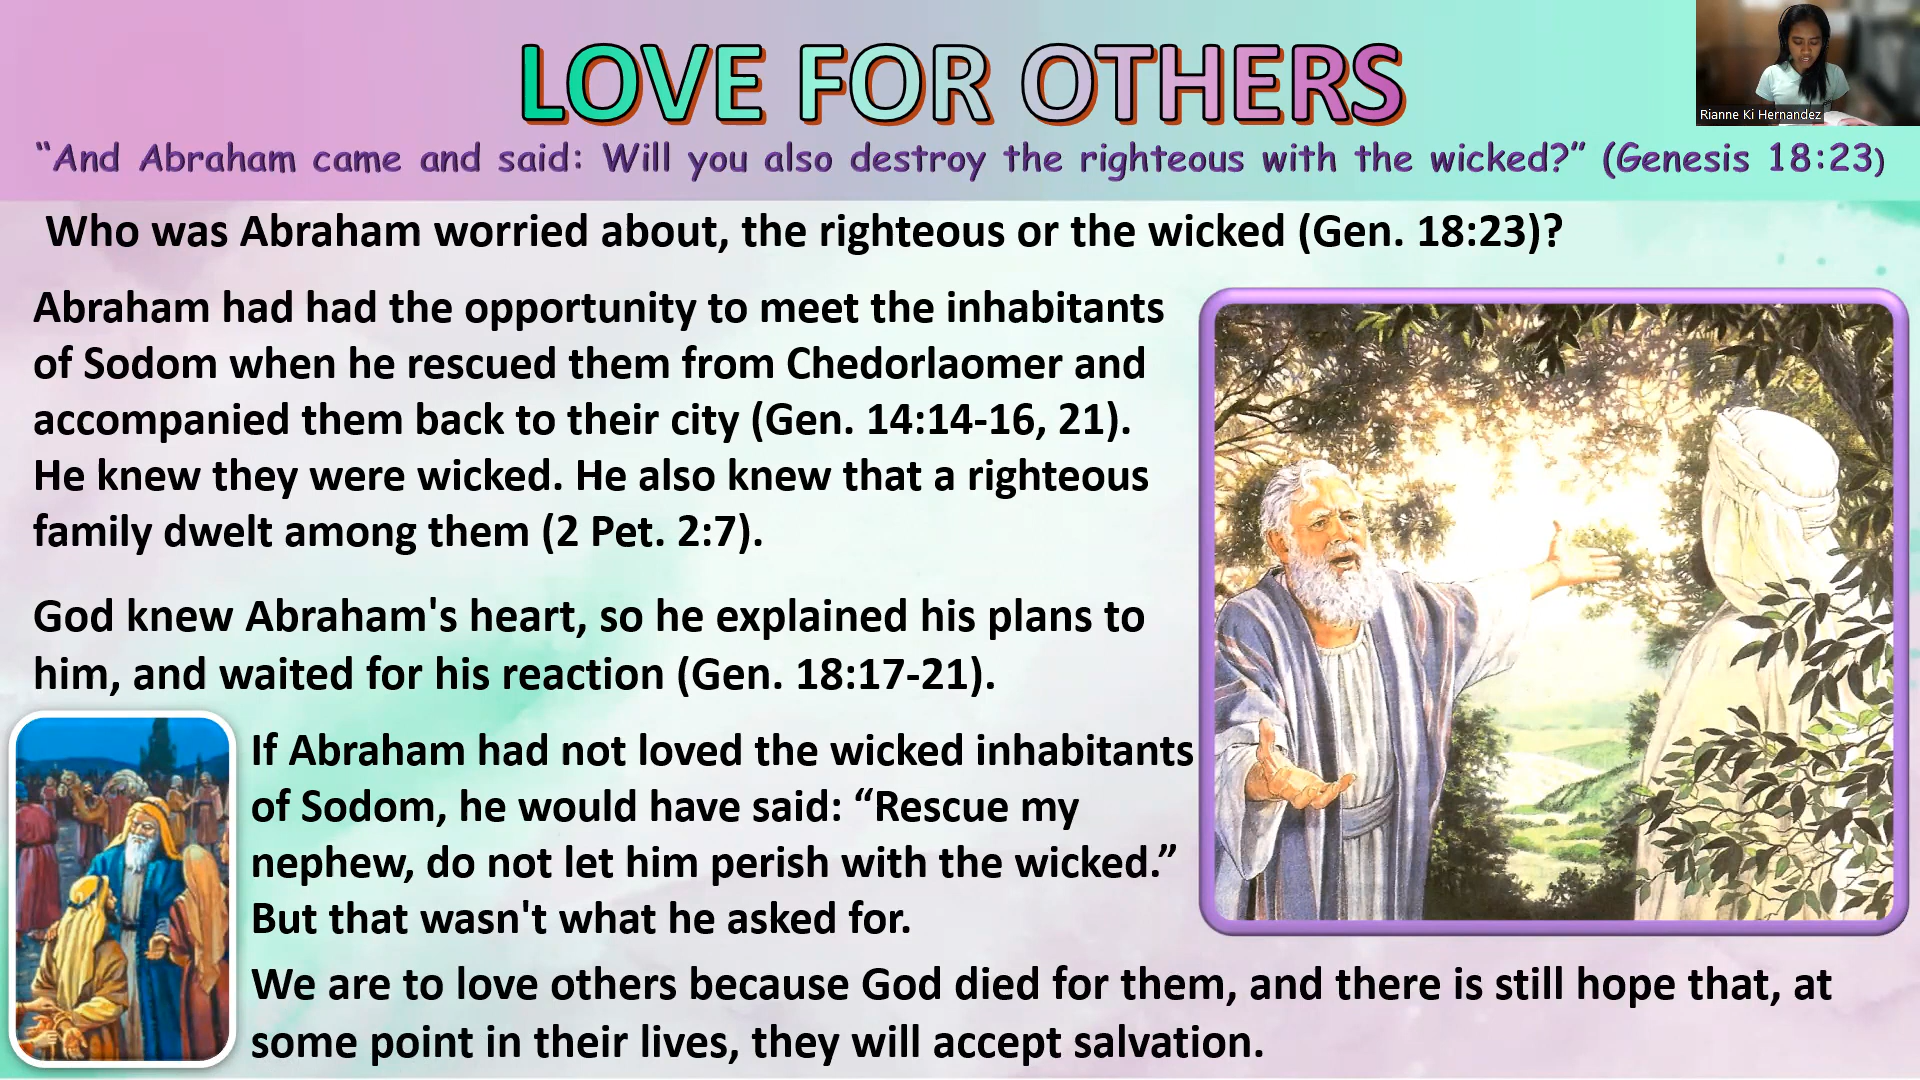 LOVE FOR OTHERS
Rianne Ki Hernandez
“And Abraham came and said: Will you also destroy the righteous with the wicked?” (Genesis 18:23)
Who was Abraham worried about, the righteous or the wicked (Gen. 18:23)?
Abraham had had the opportunity to meet the inhabitants
of Sodom when he rescued them from Chedorlaomer and
accompanied them back to their city (Gen. 14:14-16, 21).
He knew they were wicked. He also knew that a righteous
family dwelt among them (2 Pet. 2:7).
God knew Abraham's heart, so he explained his plans to
him, and waited for his reaction (Gen. 18:17-21).
If Abraham had not loved the wicked inhabitants
of Sodom, he would have said: “Rescue my
nephew, do not let him perish with the wicked.”
But that wasn't what he asked for.
We are to love others because God died for them, and there is still hope that, at
some point in their lives, they will accept salvation.